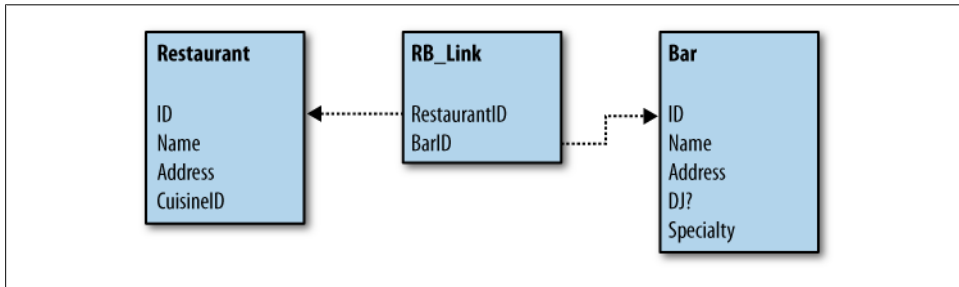 Restaurant
ID
Name
Address
CuisineID
RB_Link
RestaurantID
BarID
Bar
ID
Name
Address
DJ?
Specialty